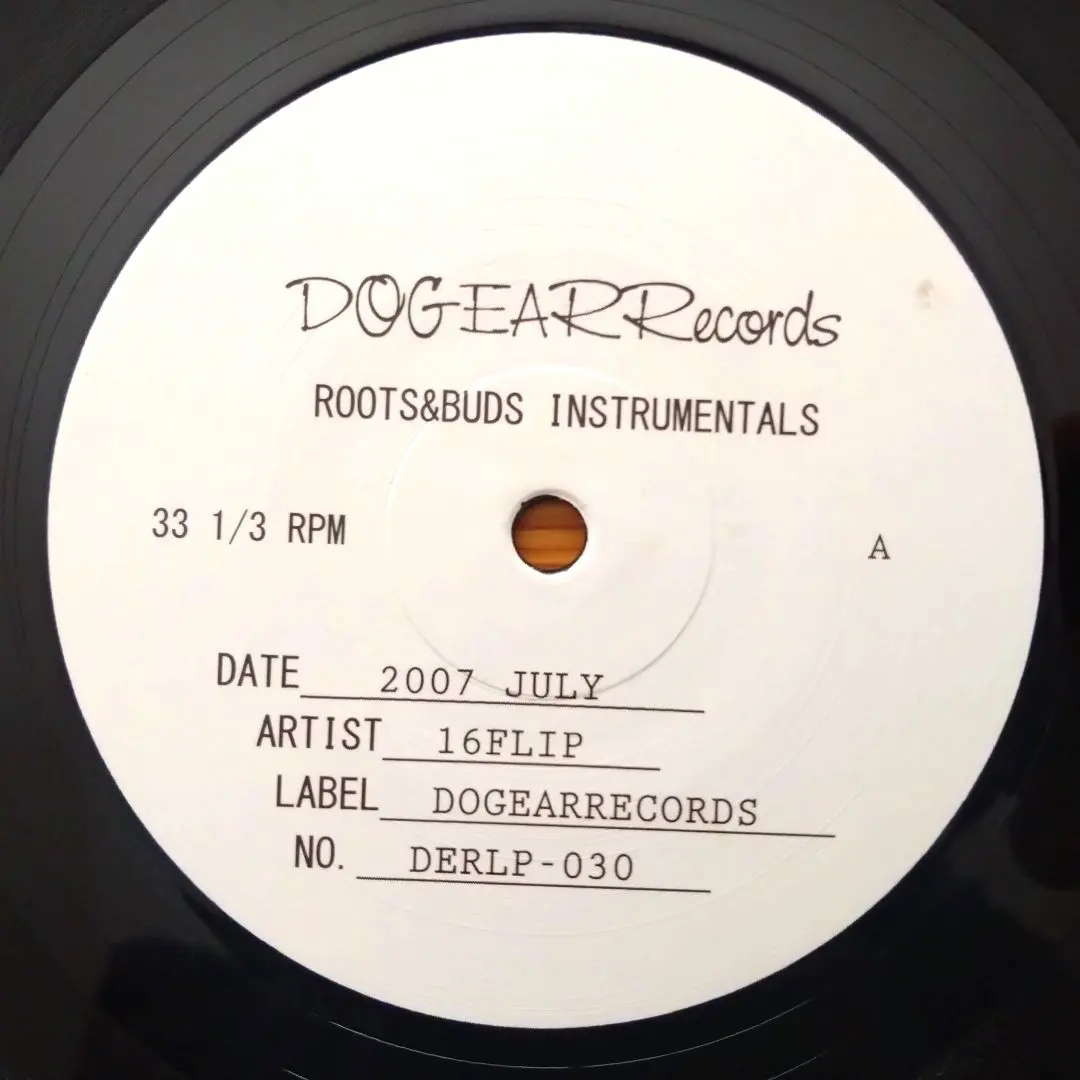 DOGEARRecords
ROOTS&BUDS INSTRUMENTALS
33 1/3 RPM
A
DATE 2007 JULY
ARTIST 16FLIP
LABEL DOGEARRECORDS
NO. DERLP-030